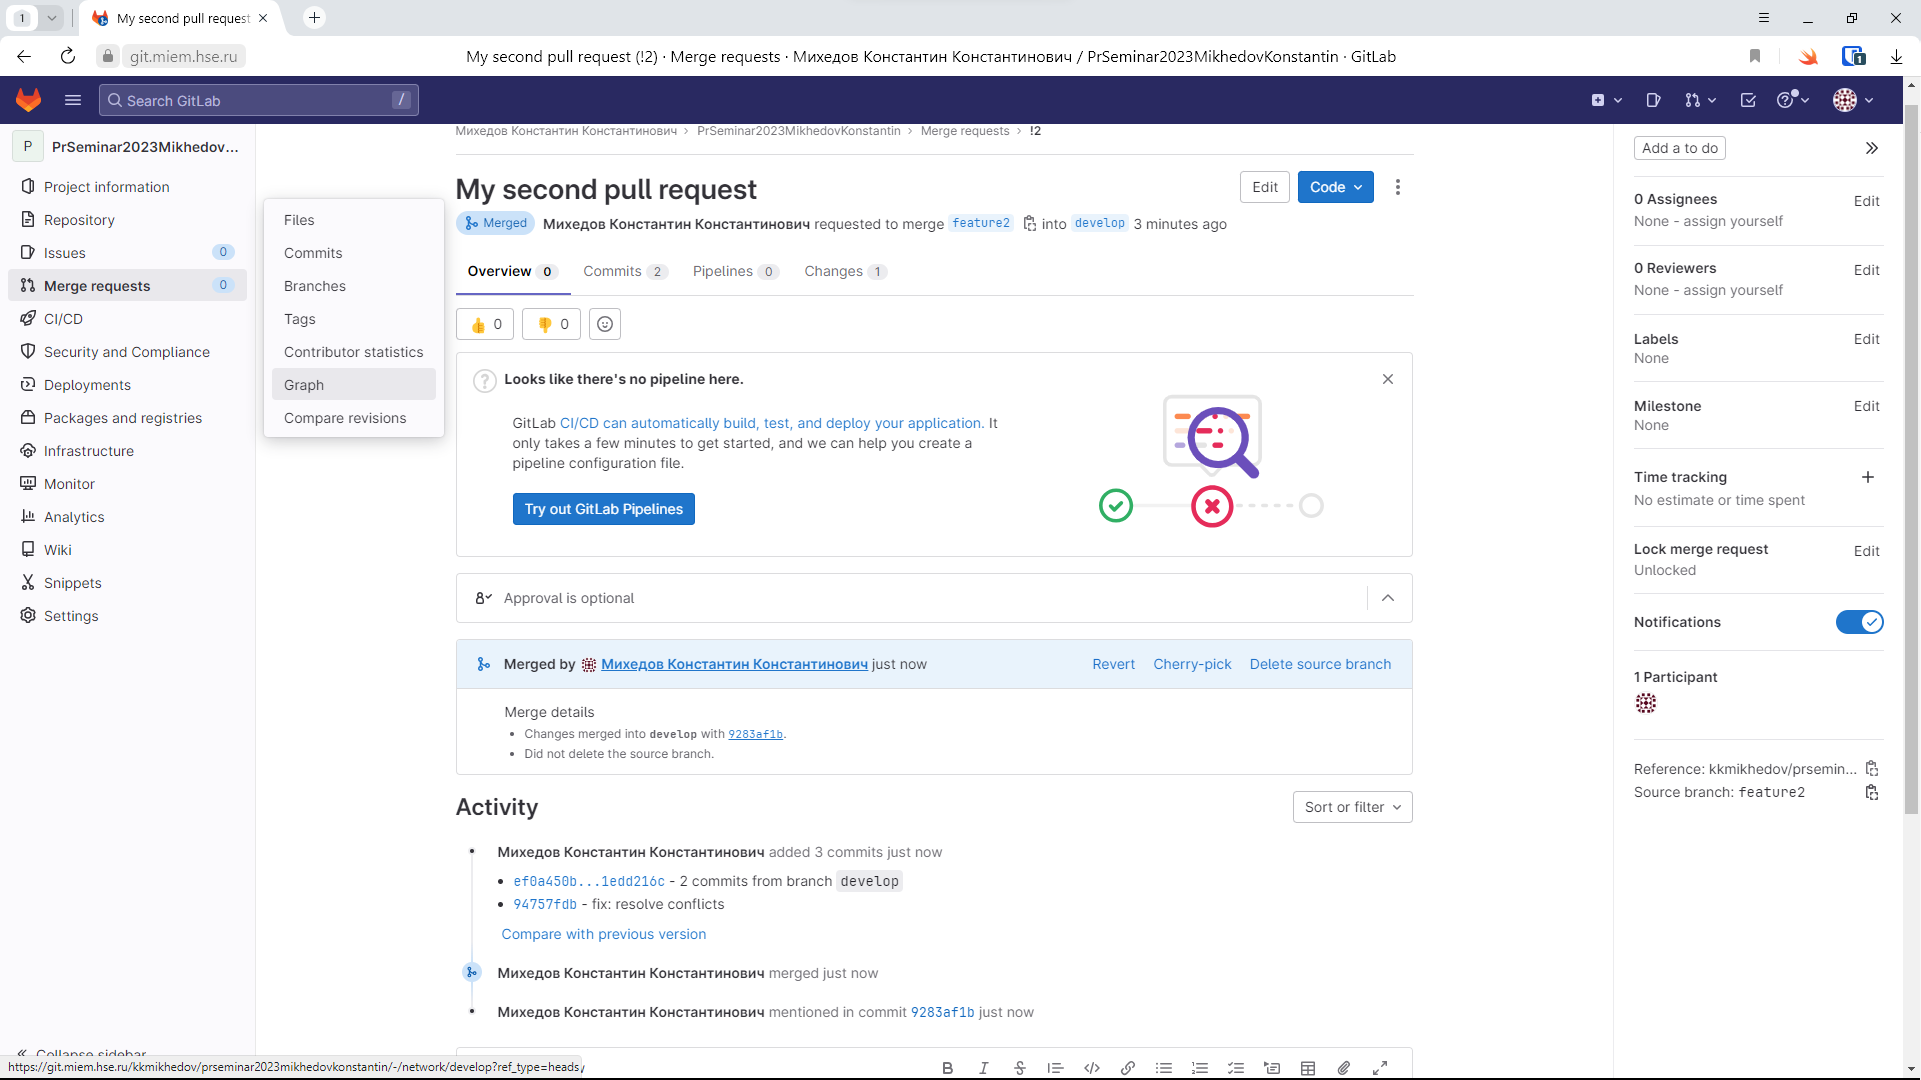 1
My second pull request
git.miem.hse.ru
My second pull request (!2) · Merge requests · Михедов Константин Константинович / PrSeminar2023MikhedovKonstantin · GitLab
1
Search GitLab
/
P
PrSeminar2023Mikhedov...
Project information
Repository
Issues 0
Merge requests 0
CI/CD
Security and Compliance
Deployments
Packages and registries
Infrastructure
Monitor
Analytics
Wiki
Snippets
Settings
Collapse sidebar
Files
Commits
Branches
Tags
Contributor statistics
Graph
Compare revisions
Михедов Константин Константинович › PrSeminar2023MikhedovKonstantin › Merge requests › !2
My second pull request
Edit
Code
Merged Михедов Константин Константинович requested to merge feature2 into develop 3 minutes ago
Overview 0 Commits 2 Pipelines 0 Changes 1
0 0
Looks like there's no pipeline here.
GitLab CI/CD can automatically build, test, and deploy your application. It
only takes a few minutes to get started, and we can help you create a
pipeline configuration file.
Try out GitLab Pipelines
Approval is optional
Merged by Михедов Константин Константинович just now
Revert Cherry-pick Delete source branch
Merge details
• Changes merged into develop with 9283af1b.
• Did not delete the source branch.
Activity
Sort or filter
Михедов Константин Константинович added 3 commits just now
• ef0a450b...1edd216c - 2 commits from branch develop
• 94757fdb - fix: resolve conflicts
Compare with previous version
Михедов Константин Константинович merged just now
Михедов Константин Константинович mentioned in commit 9283af1b just now
Add a to do
0 Assignees Edit
None - assign yourself
0 Reviewers Edit
None - assign yourself
Labels Edit
None
Milestone Edit
None
Time tracking
No estimate or time spent
Lock merge request Edit
Unlocked
Notifications
1 Participant
Reference: kkmikhedov/prsemin...
Source branch: feature2
https://git.miem.hse.ru/kkmikhedov/prseminar2023mikhedovkonstantin/-/network/develop?ref_type=heads